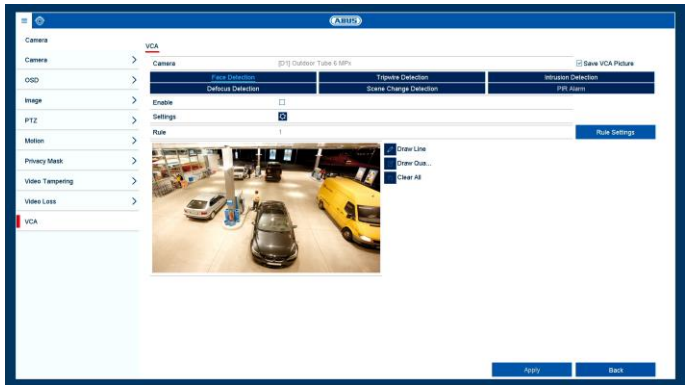 ABUS
Camera
VCA
Camera
Camera [D1] Outdoor Tube 6 MPx Save VCA Picture
OSD
Face Detection Tripwire Detection Intrusion Detection
Defocus Detection Scene Change Detection PIR Alarm
Image
Enable
PTZ
Settings
Motion
Rule 1 Rule Settings
Privacy Mask
Draw Line
Draw Qua...
Clear All
Video Tampering
Video Loss
VCA
Apply Back